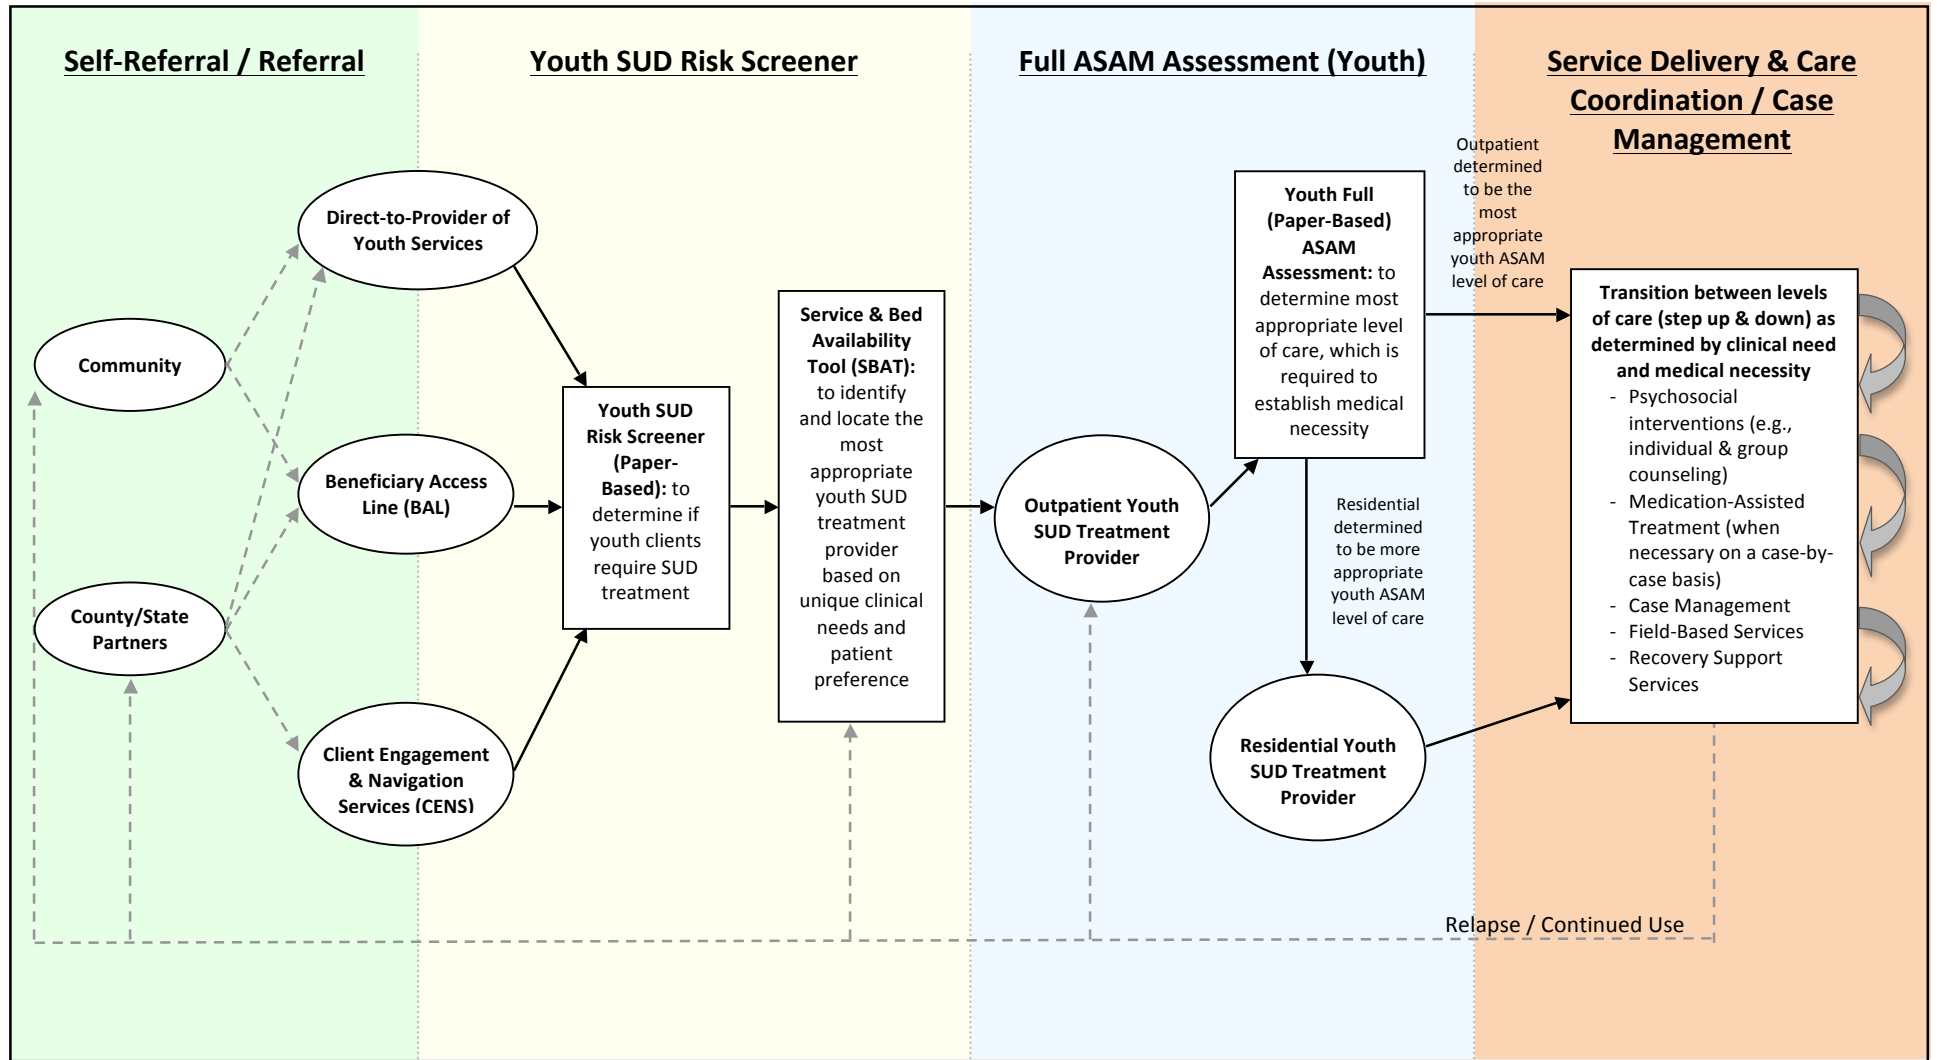 Self-Referral / Referral
Youth SUD Risk Screener
Full ASAM Assessment (Youth)
Service Delivery & Care
Coordination / Case
Management
Community
County/State
Partners
Direct-to-Provider of
Youth Services
Beneficiary Access
Line (BAL)
Client Engagement
& Navigation
Services (CENS)
Youth SUD
Risk Screener
(Paper-
Based): to
determine if
youth clients
require SUD
treatment
Service & Bed
Availability
Tool (SBAT):
to identify
and locate the
most
appropriate
youth SUD
treatment
provider
based on
unique clinical
needs and
patient
preference
Outpatient Youth
SUD Treatment
Provider
Youth Full
(Paper-Based)
ASAM
Assessment: to
determine most
appropriate level
of care, which is
required to
establish medical
necessity
Outpatient
determined
to be the
most
appropriate
youth ASAM
level of care
Residential
determined
to be more
appropriate
youth ASAM
level of care
Residential Youth
SUD Treatment
Provider
Transition between levels
of care (step up & down) as
determined by clinical need
and medical necessity
- Psychosocial
interventions (e.g.,
individual & group
counseling)
- Medication-Assisted
Treatment (when
necessary on a case-by-
case basis)
- Case Management
- Field-Based Services
- Recovery Support
Services
Relapse / Continued Use